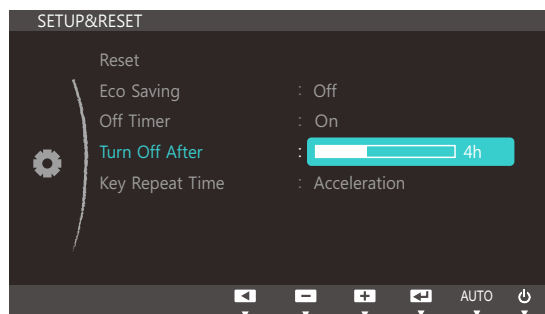 SETUP&RESET
Reset
Eco Saving : Off
Off Timer : On
Turn Off After : 4h
Key Repeat Time : Acceleration
AUTO